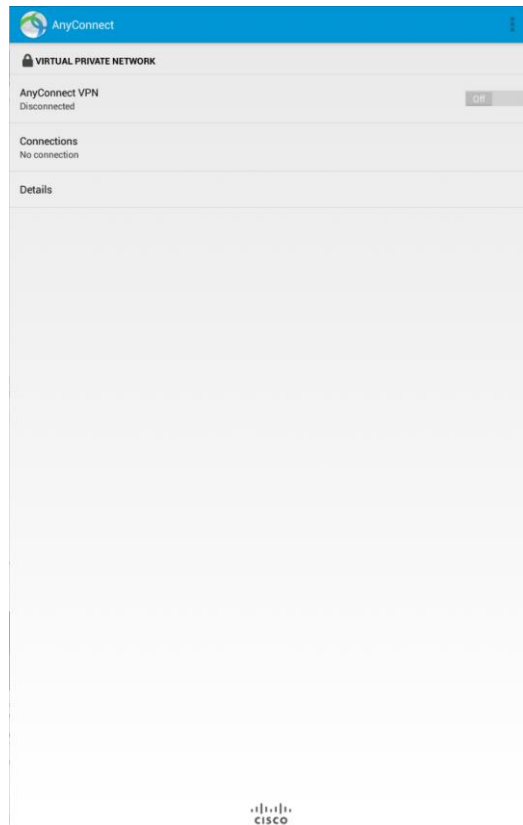 AnyConnect
VIRTUAL PRIVATE NETWORK
AnyConnect VPN
Disconnected
Off
Connections
No connection
Details
CISCO